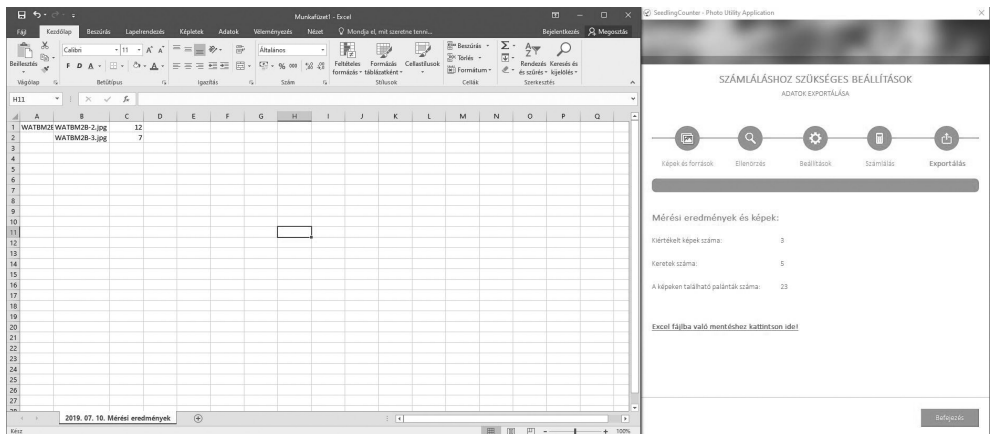 Munkafüzet1 - Excel
Fájl Kezdőlap Beszúrás Lapelrendezés Képletek Adatok Véleményezés Nézet Mondja el, mit szeretne tenni... Bejelentkezés Megosztás
Beillesztés
Calibri 11
F D A
Általános
% 000
Feltételes formázás
Formázás táblázatként
Cellastílusok
Beszúrás
Törlés
Formátum
Rendezés és szűrés
Keresés és kijelölés
Vágólap Betűtípus Igazítás Szám Stílusok Cellák Szerkesztés
H11 fx
A B C D E F G H I J K L M N O P Q
1 WATBM2E WATBM2B-2.jpg 12
2 WATBM2B-3.jpg 7
3
4
5
6
7
8
9
10
11
12
13
14
15
16
17
18
19
20
21
22
23
24
25
26
27
2019. 07. 10. Mérési eredmények
Kész 100%
SeedlingCounter - Photo Utility Application
SZÁMLÁLÁSHOZ SZÜKSÉGES BEÁLLÍTÁSOK
ADATOK EXPORTÁLÁSA
Képek és források Ellenőrzés Beállítások Számlálás Exportálás
Mérési eredmények és képek:
Kiértékelt képek száma: 3
Keretek száma: 5
A képeken található palánták száma: 23
Excel fájlba való mentéshez kattintson ide!
Befejezés